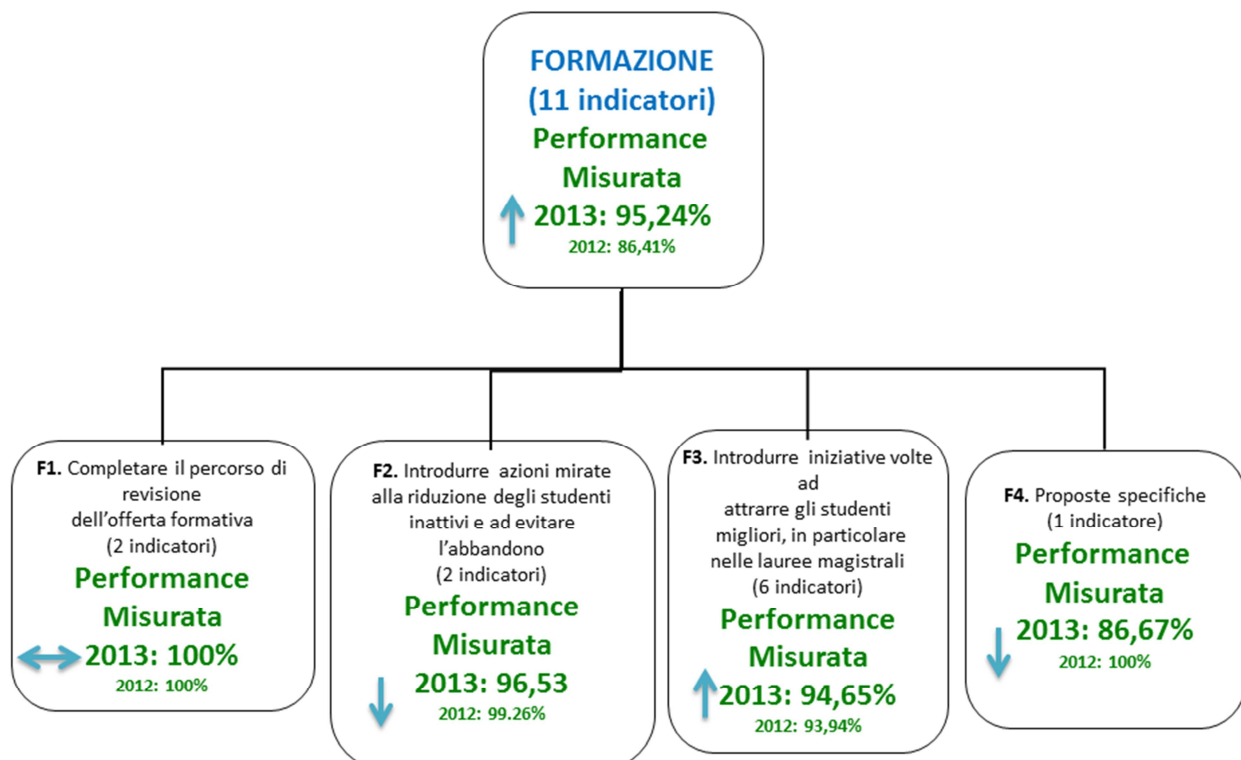 FORMAZIONE
(11 indicatori)
Performance
Misurata
2013: 95,24%
2012: 86,41%
F1. Completare il percorso di
revisione
dell’offerta formativa
(2 indicatori)
Performance
Misurata
2013: 100%
2012: 100%
F2. Introdurre azioni mirate
alla riduzione degli studenti
inattivi e ad evitare
l’abbandono
(2 indicatori)
Performance
Misurata
2013: 96,53
2012: 99.26%
F3. Introdurre iniziative volte
ad
attrarre gli studenti
migliori, in particolare
nelle lauree magistrali
(6 indicatori)
Performance
Misurata
2013: 94,65%
2012: 93,94%
F4. Proposte specifiche
(1 indicatore)
Performance
Misurata
2013: 86,67%
2012: 100%